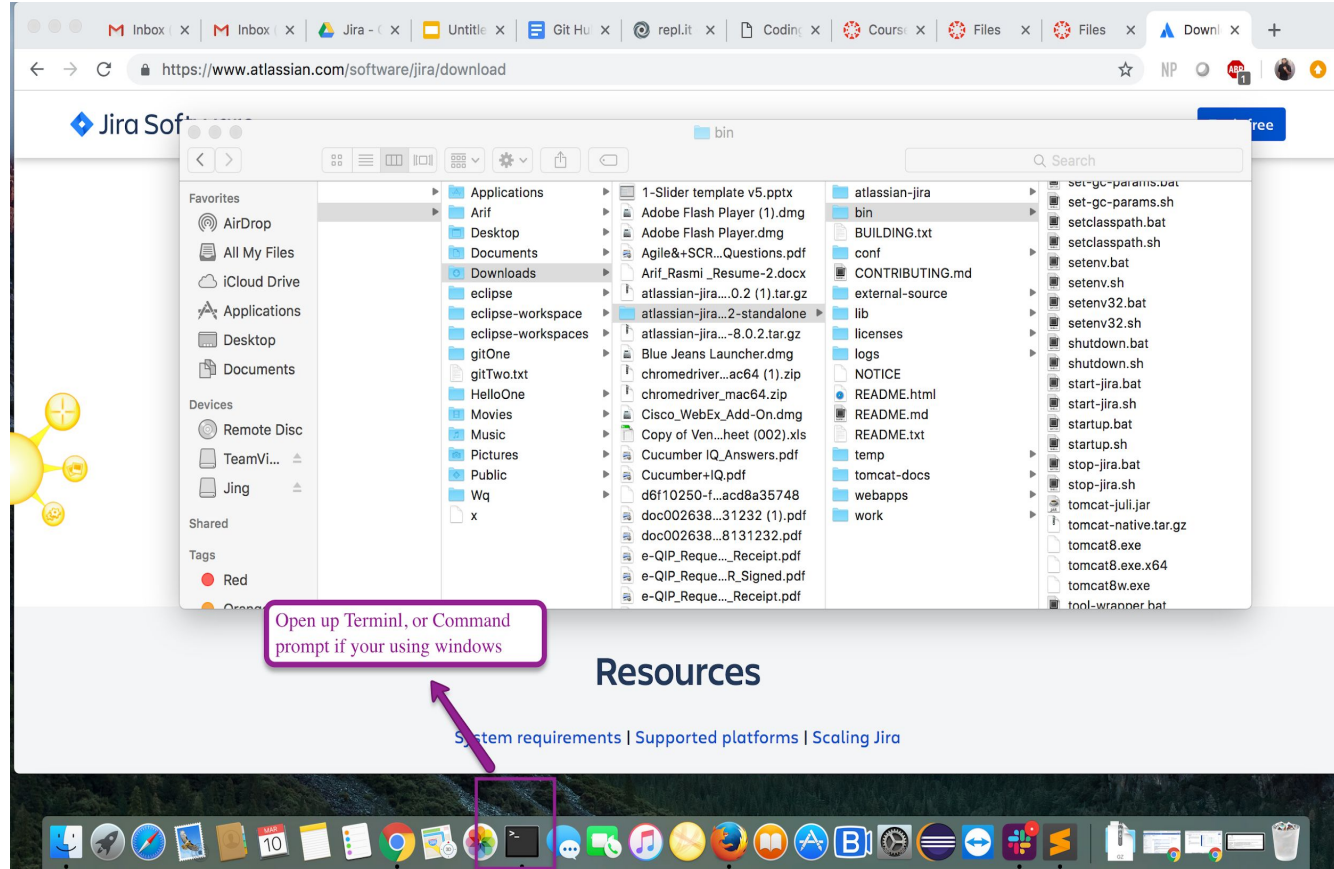 Inbox (
Inbox (
Jira - (
Untitle
Git Hu
repl.it
Coding
Course
Files
Files
Downl
https://www.atlassian.com/software/jira/download
NP
ABP
1
Jira Sof
free
bin
Search
Favorites
AirDrop
All My Files
iCloud Drive
Applications
Desktop
Documents
Devices
Remote Disc
TeamVi...
Jing
Shared
Tags
Red
Applications
Arif
Desktop
Documents
Downloads
eclipse
eclipse-workspace
eclipse-workspaces
gitOne
gitTwo.txt
HelloOne
Movies
Music
Pictures
Public
Wq
x
1-Slider template v5.pptx
Adobe Flash Player (1).dmg
Adobe Flash Player.dmg
Agile&+SCR...Questions.pdf
Arif_Rasmi _Resume-2.docx
atlassian-jira....0.2 (1).tar.gz
atlassian-jira...2-standalone
atlassian-jira...-8.0.2.tar.gz
Blue Jeans Launcher.dmg
chromedriver...ac64 (1).zip
chromedriver_mac64.zip
Cisco_WebEx_Add-On.dmg
Copy of Ven...heet (002).xls
Cucumber IQ_Answers.pdf
Cucumber+IQ.pdf
d6f10250-f...acd8a35748
doc002638...31232 (1).pdf
doc002638...8131232.pdf
e-QIP_Reque..._Receipt.pdf
e-QIP_Reque...R_Signed.pdf
e-QIP_Reque..._Receipt.pdf
atlassian-jira
bin
BUILDING.txt
conf
CONTRIBUTING.md
external-source
lib
licenses
logs
NOTICE
README.html
README.md
README.txt
temp
tomcat-docs
webapps
work
set-gc-params.bat
set-gc-params.sh
setclasspath.bat
setclasspath.sh
setenv.bat
setenv.sh
setenv32.bat
setenv32.sh
shutdown.bat
shutdown.sh
start-jira.bat
start-jira.sh
startup.bat
startup.sh
stop-jira.bat
stop-jira.sh
tomcat-juli.jar
tomcat-native.tar.gz
tomcat8.exe
tomcat8.exe.x64
tomcat8w.exe
tool-wrapper.bat
Open up Terminl, or Command
prompt if your using windows
Resources
System requirements | Supported platforms | Scaling Jira
MAR
10